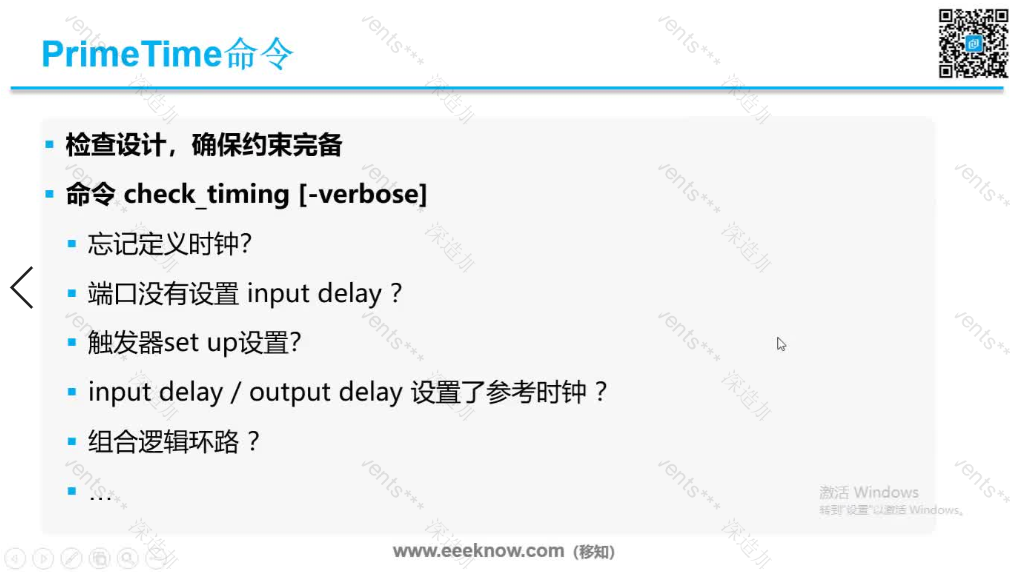 PrimeTime命令
检查设计，确保约束完备
命令 check_timing [-verbose]
忘记定义时钟?
端口没有设置 input delay ?
触发器set up设置?
input delay / output delay 设置了参考时钟 ?
组合逻辑环路 ?
...
激活 Windows
转到"设置"以激活 Windows。
www.eeeknow.com（移知）